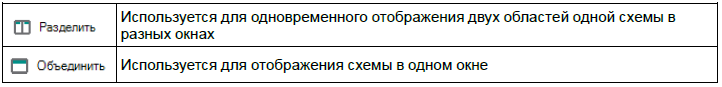 Разделить
Используется для одновременного отображения двух областей одной схемы в
разных окнах
Объединить
Используется для отображения схемы в одном окне